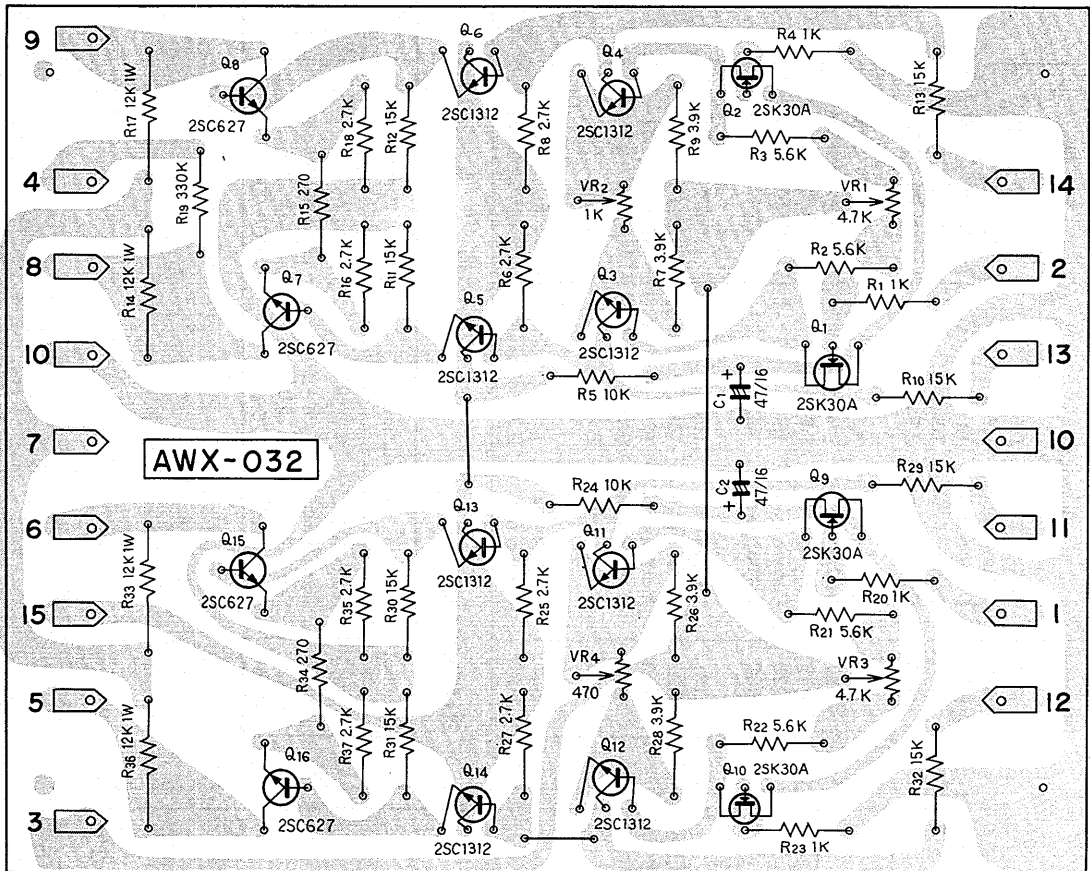 9
Q8
2SC627
R17 12K 1W
Q6
2SC1312
Q4
2SC1312
R4 1K
Q2
2SK30A
R13 15K
R3 5.6K
R18 2.7K
R12 15K
R8 2.7K
R9 3.9K
4
R19 330K
R15 270
VR2
1K
VR1
4.7K
14
8
R14 12K 1W
Q7
2SC627
R16 2.7K
R11 15K
R6 2.7K
Q3
2SC1312
R7 3.9K
R2 5.6K
R1 1K
2
10
Q5
2SC1312
R5 10K
C1
+
47/16
Q1
2SK30A
R10 15K
13
7
AWX-032
10
R24 10K
C2
+
47/16
Q9
2SK30A
R29 15K
6
R33 12K 1W
Q15
2SC627
Q13
2SC1312
Q11
2SC1312
11
R35 2.7K
R30 15K
R25 2.7K
R26 3.9K
R20 1K
R21 5.6K
15
1
R34 270
VR4
470
VR3
4.7K
5
R36 12K 1W
Q16
2SC627
R37 2.7K
R31 15K
R27 2.7K
R28 3.9K
R22 5.6K
12
Q14
2SC1312
Q12
2SC1312
Q10
2SK30A
R32 15K
3
R23 1K